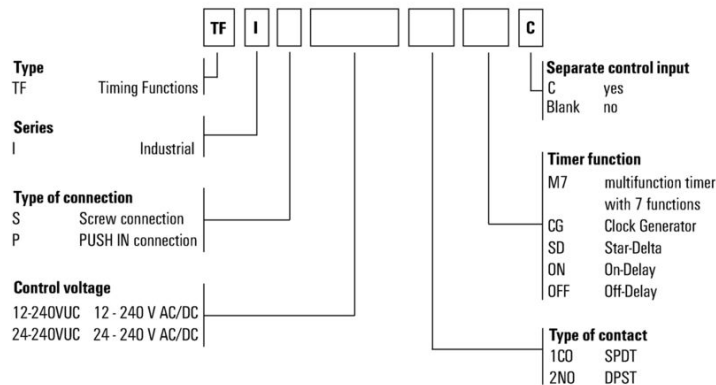 TF I C
Type
TF Timing Functions
Series
I Industrial
Type of connection
S Screw connection
P PUSH IN connection
Control voltage
12-240VUC 12 - 240 V AC/DC
24-240VUC 24 - 240 V AC/DC
Separate control input
C yes
Blank no
Timer function
M7 multifunction timer
with 7 functions
CG Clock Generator
SD Star-Delta
ON On-Delay
OFF Off-Delay
Type of contact
1CO SPDT
2NO DPST